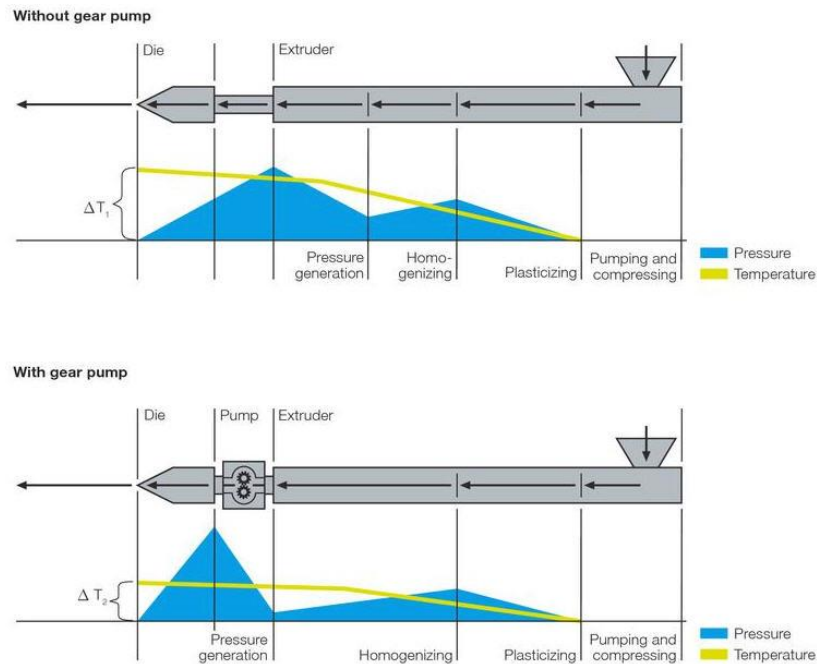 Without gear pump
Die
Extruder
ΔT₁
Pressure
generation
Homo-
genizing
Plasticizing
Pumping and
compressing
Pressure
Temperature
With gear pump
Die
Pump
Extruder
Δ T₂
Pressure
generation
Homogenizing
Plasticizing
Pumping and
compressing
Pressure
Temperature